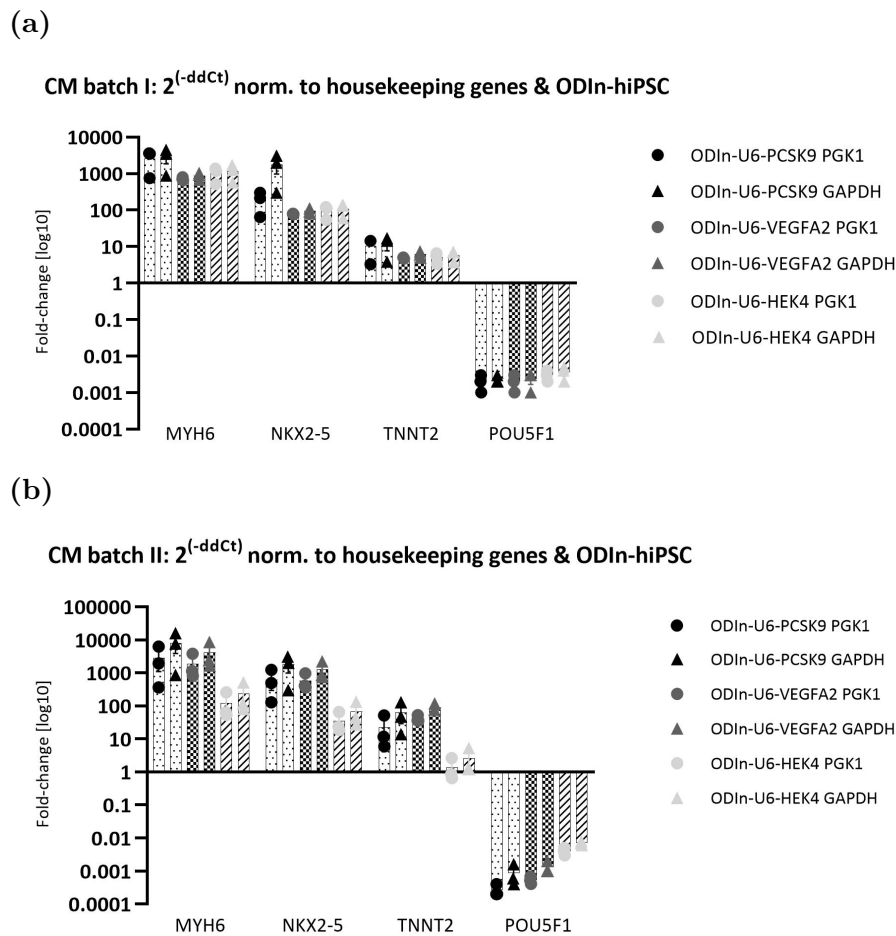 (a)
CM batch I: 2^(-ddCt) norm. to housekeeping genes & ODIn-hiPSC
Fold-change [log10]
10000
1000
100
10
1
0.1
0.01
0.001
0.0001
MYH6 NKX2-5 TNNT2 POU5F1
ODIn-U6-PCSK9 PGK1
ODIn-U6-PCSK9 GAPDH
ODIn-U6-VEGFA2 PGK1
ODIn-U6-VEGFA2 GAPDH
ODIn-U6-HEK4 PGK1
ODIn-U6-HEK4 GAPDH
(b)
CM batch II: 2^(-ddCt) norm. to housekeeping genes & ODIn-hiPSC
Fold-change [log10]
100000
10000
1000
100
10
1
0.1
0.01
0.001
0.0001
MYH6 NKX2-5 TNNT2 POU5F1
ODIn-U6-PCSK9 PGK1
ODIn-U6-PCSK9 GAPDH
ODIn-U6-VEGFA2 PGK1
ODIn-U6-VEGFA2 GAPDH
ODIn-U6-HEK4 PGK1
ODIn-U6-HEK4 GAPDH